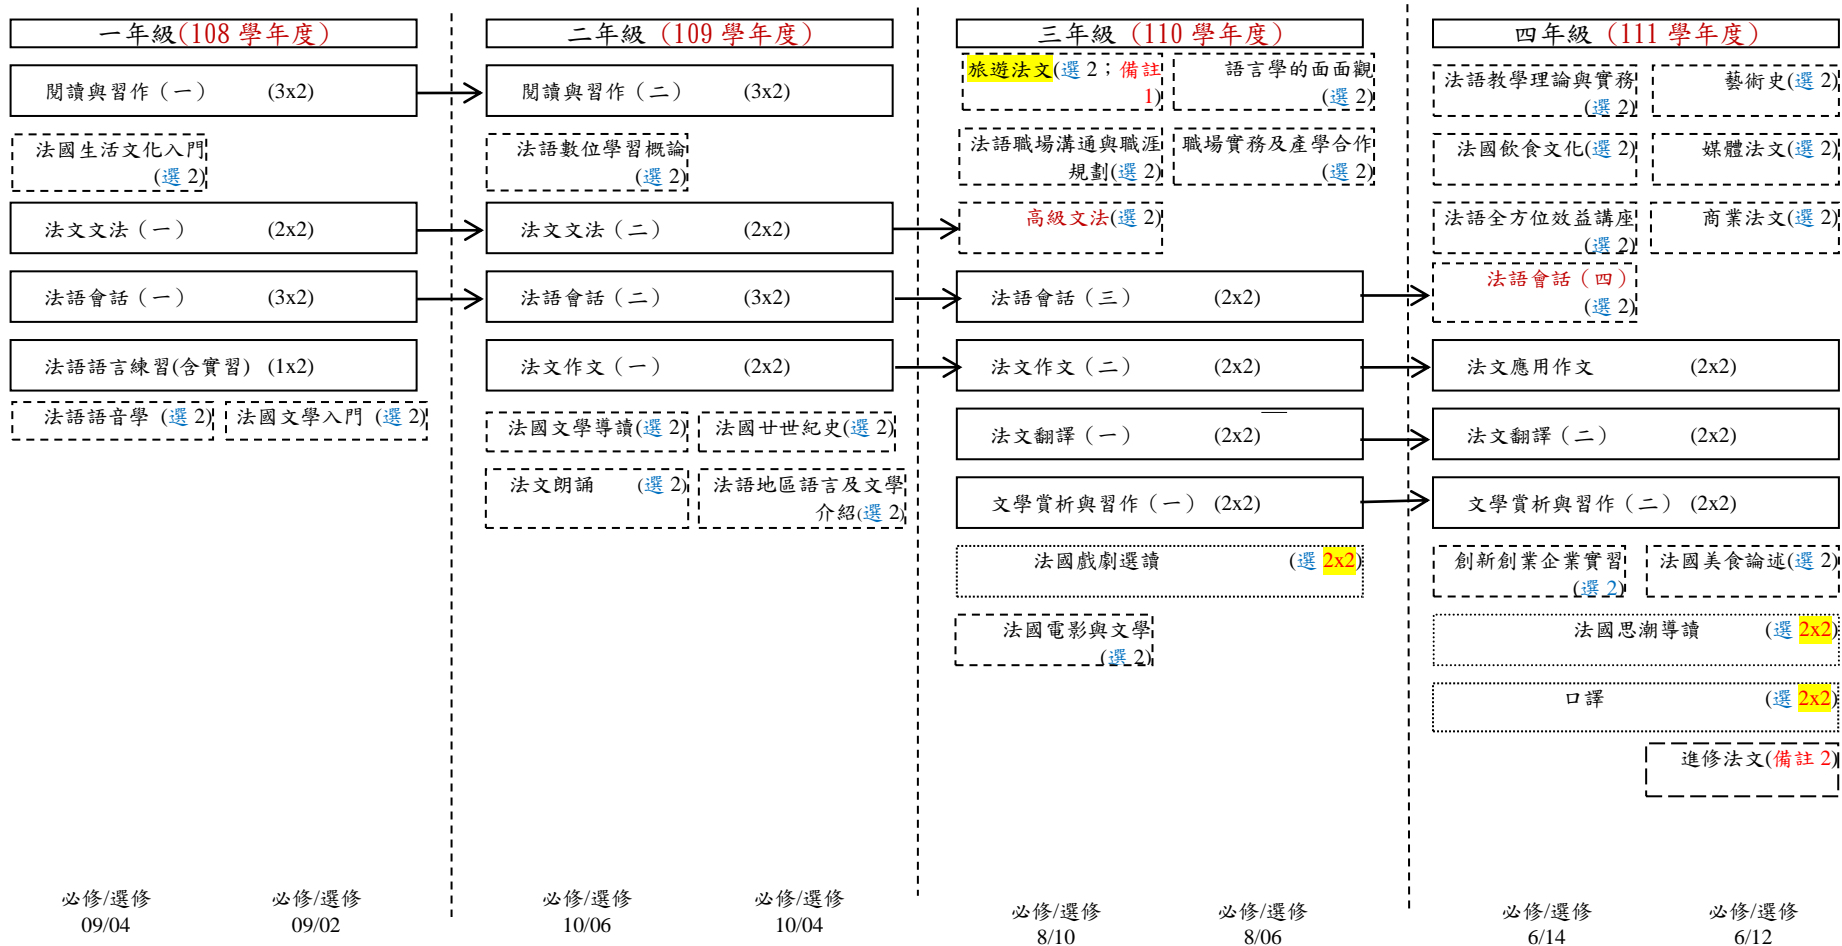 一年級(108 學年度)
閱讀與習作（一） (3x2)
法國生活文化入門
(選 2)
法文文法（一） (2x2)
法語會話（一） (3x2)
法語語言練習(含實習) (1x2)
法語語音學 (選 2)
法國文學入門 (選 2)
必修/選修
09/04
必修/選修
09/02
二年級（109 學年度）
閱讀與習作（二） (3x2)
法語數位學習概論
(選 2)
法文文法（二） (2x2)
法語會話（二） (3x2)
法文作文（一） (2x2)
法國文學導讀(選 2)
法國廿世紀史(選 2)
法文朗誦 (選 2)
法語地區語言及文學
介紹(選 2)
必修/選修
10/06
必修/選修
10/04
三年級（110 學年度）
旅遊法文(選 2；備註
1)
語言學的面面觀
(選 2)
法語職場溝通與職涯
規劃(選 2)
職場實務及產學合作
(選 2)
高級文法(選 2)
法語會話（三） (2x2)
法文作文（二） (2x2)
法文翻譯（一） (2x2)
文學賞析與習作（一） (2x2)
法國戲劇選讀 (選 2x2)
法國電影與文學
(選 2)
必修/選修
8/10
必修/選修
8/06
四年級（111 學年度）
法語教學理論與實務
(選 2)
藝術史(選 2)
法國飲食文化(選 2)
媒體法文(選 2)
法語全方位效益講座
(選 2)
商業法文(選 2)
法語會話（四）
(選 2)
法文應用作文 (2x2)
法文翻譯（二） (2x2)
文學賞析與習作（二） (2x2)
創新創業企業實習
(選 2)
法國美食論述(選 2)
法國思潮導讀 (選 2x2)
口譯 (選 2x2)
進修法文(備註 2)
必修/選修
6/14
必修/選修
6/12